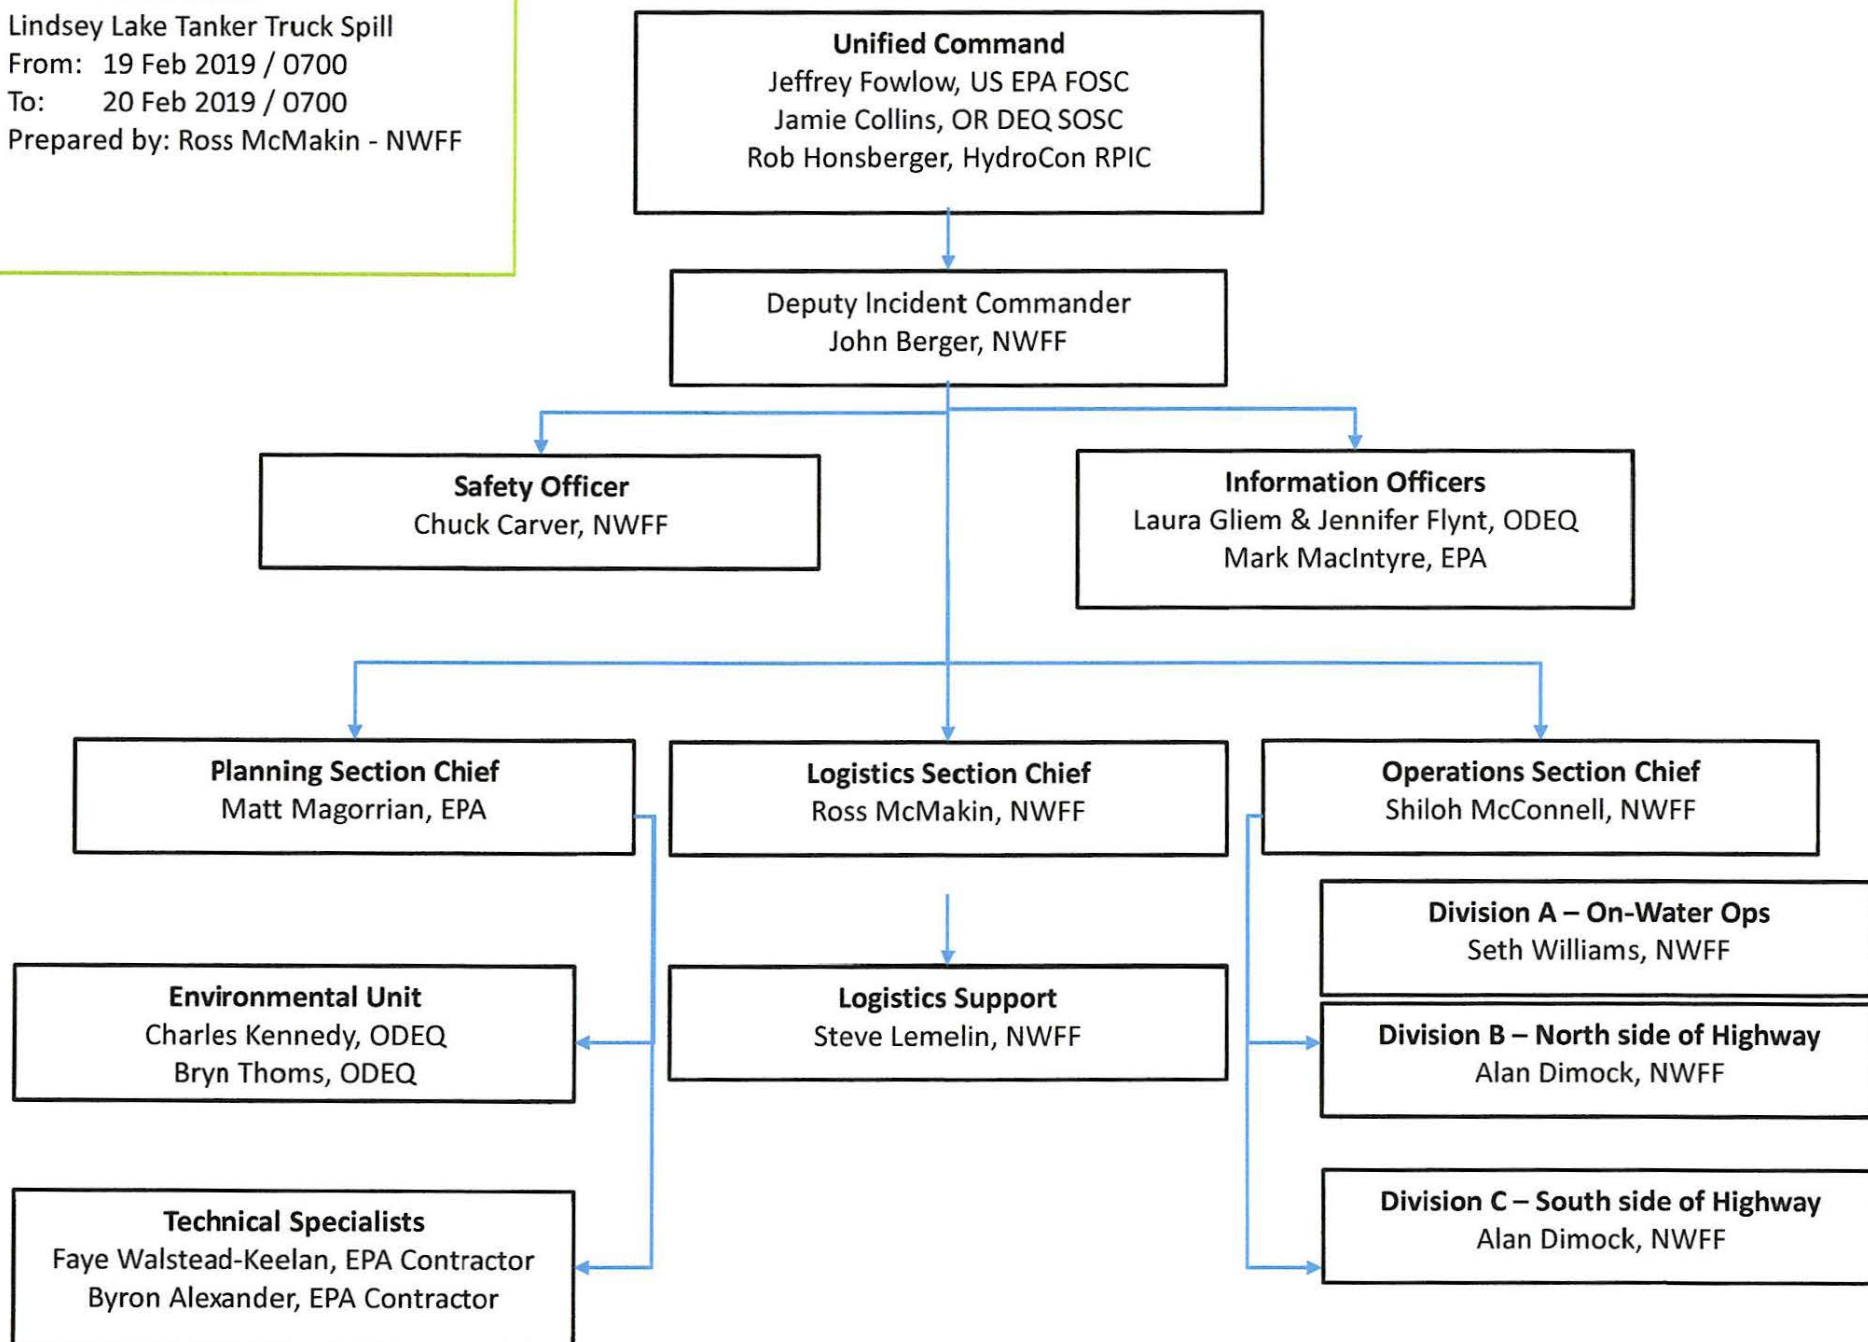 Lindsey Lake Tanker Truck Spill
From: 19 Feb 2019 / 0700
To: 20 Feb 2019 / 0700
Prepared by: Ross McMakin - NWFF
Unified Command
Jeffrey Fowlow, US EPA FOSC
Jamie Collins, OR DEQ SOSC
Rob Honsberger, HydroCon RPIC
Deputy Incident Commander
John Berger, NWFF
Safety Officer
Chuck Carver, NWFF
Information Officers
Laura Gliem & Jennifer Flynt, ODEQ
Mark MacIntyre, EPA
Planning Section Chief
Matt Magorrian, EPA
Logistics Section Chief
Ross McMakin, NWFF
Operations Section Chief
Shiloh McConnell, NWFF
Division A – On-Water Ops
Seth Williams, NWFF
Environmental Unit
Charles Kennedy, ODEQ
Bryn Thoms, ODEQ
Logistics Support
Steve Lemelin, NWFF
Division B – North side of Highway
Alan Dimock, NWFF
Technical Specialists
Faye Walstead-Keelan, EPA Contractor
Byron Alexander, EPA Contractor
Division C – South side of Highway
Alan Dimock, NWFF